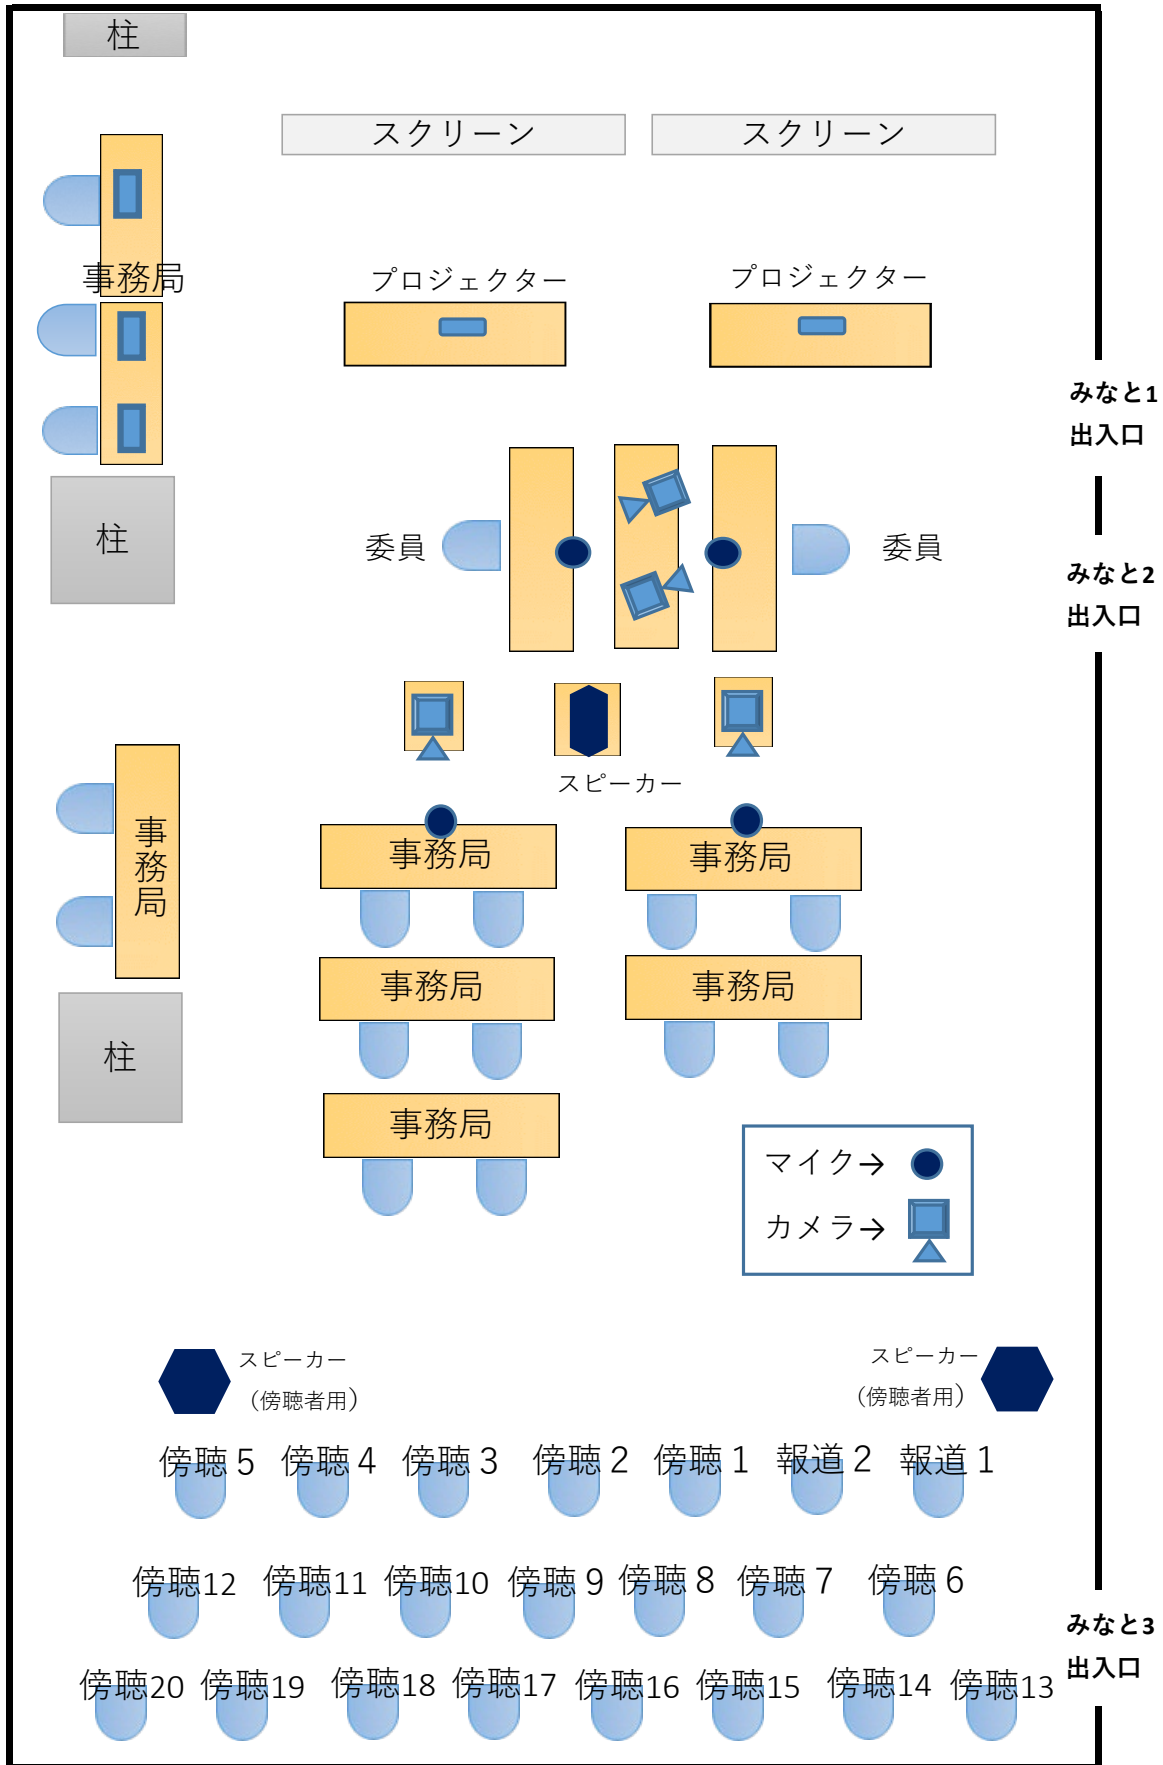 柱
スクリーン
スクリーン
事務局
プロジェクター
プロジェクター
みなと1
出入口
柱
委員
委員
みなと2
出入口
スピーカー
事務局
事務局
事務局
事務局
事務局
柱
事務局
マイク→
カメラ→
スピーカー
（傍聴者用）
スピーカー
（傍聴者用）
傍聴５
傍聴４
傍聴３
傍聴２
傍聴１
報道２
報道１
傍聴12
傍聴11
傍聴10
傍聴９
傍聴８
傍聴７
傍聴６
みなと3
出入口
傍聴20
傍聴19
傍聴18
傍聴17
傍聴16
傍聴15
傍聴14
傍聴13